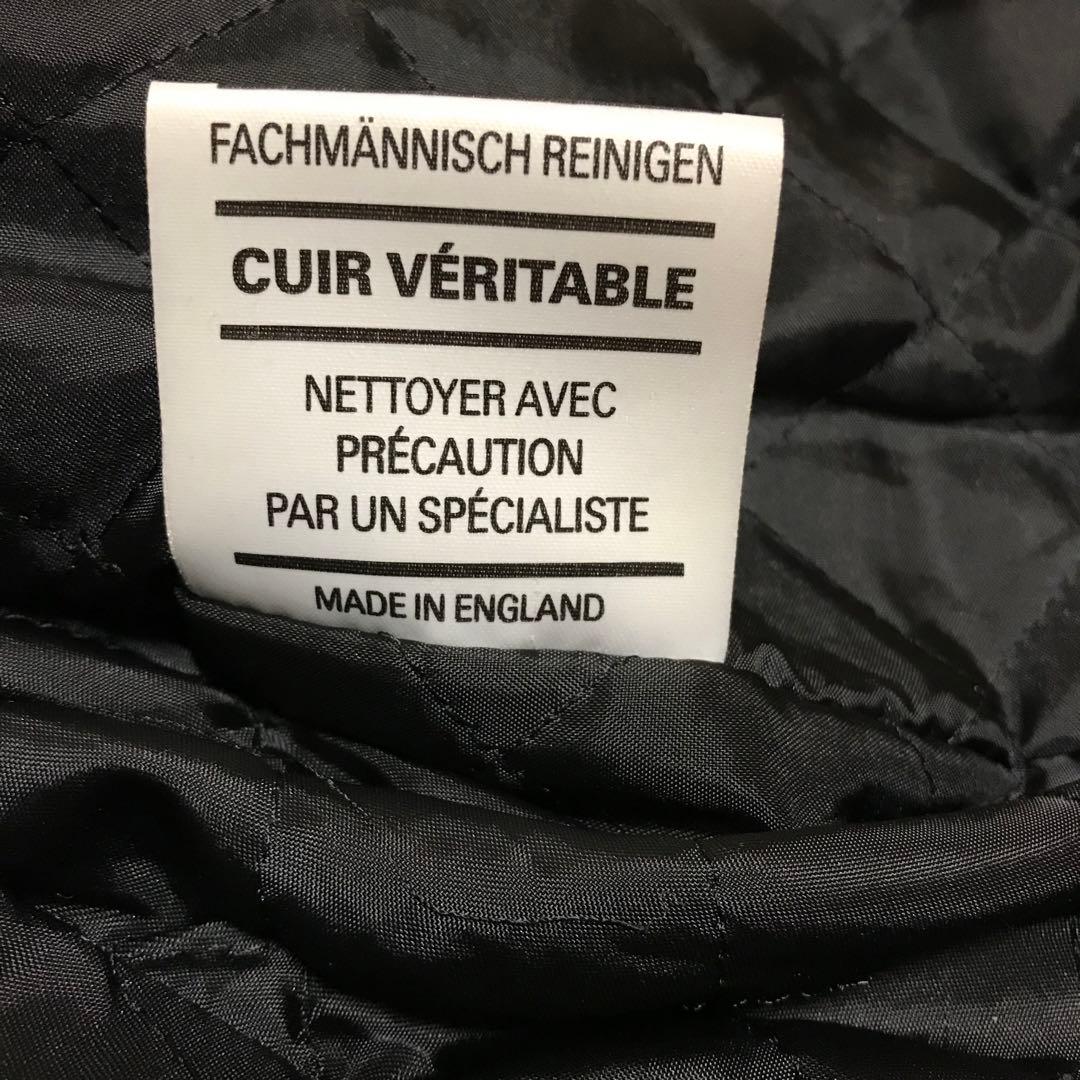 FACHMÄNNISCH REINIGEN
CUIR VÉRITABLE
NETTOYER AVEC
PRÉCAUTION
PAR UN SPÉCIALISTE
MADE IN ENGLAND